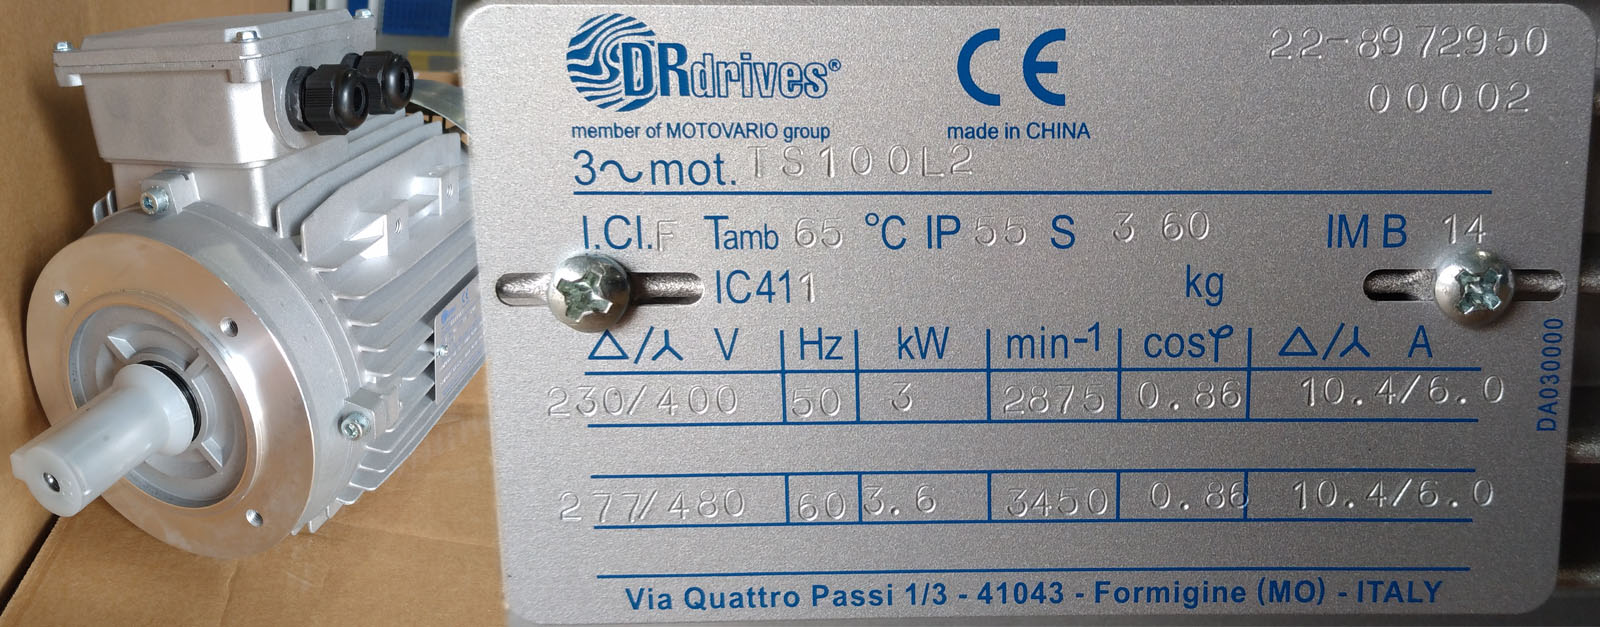 DRdrives®
member of MOTOVARIO group
CE
made in CHINA
22-8972950
00002
3~mot. TS100L2
I.Cl.F Tamb 65 °C IP 55 S 3 60 IM B 14
IC411 kg
Δ/⅄ V Hz kW min-1 cosφ Δ/⅄ A
230/400 50 3 2875 0.86 10.4/6.0
277/480 60 3.6 3450 0.86 10.4/6.0
DA030000
Via Quattro Passi 1/3 - 41043 - Formigine (MO) - ITALY